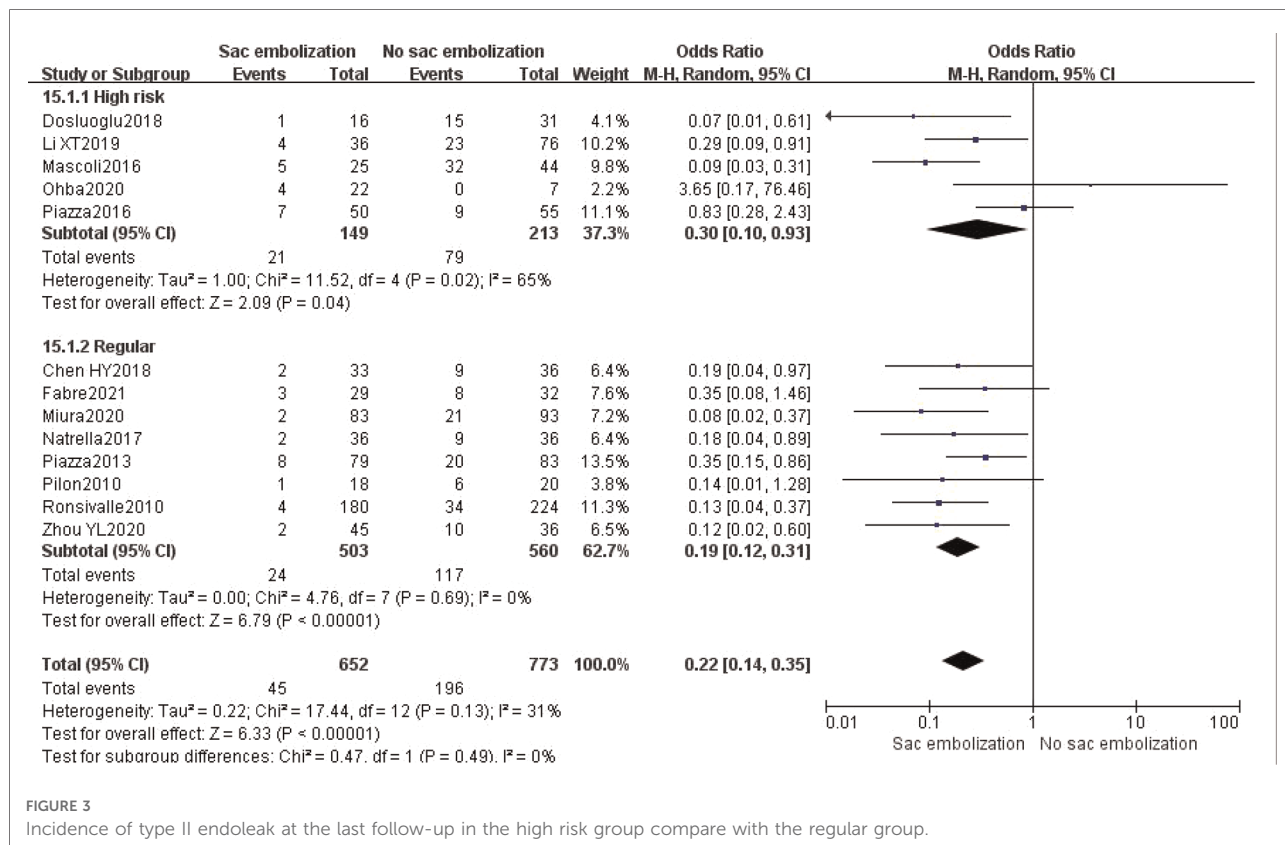 Sac embolization No sac embolization Odds Ratio Odds Ratio
Study or Subgroup Events Total Events Total Weight M-H, Random, 95% CI M-H, Random, 95% CI
15.1.1 High risk
Dosluoglu2018 1 16 15 31 4.1% 0.07 [0.01, 0.61]
Li XT2019 4 36 23 76 10.2% 0.29 [0.09, 0.91]
Mascoli2016 5 25 32 44 9.8% 0.09 [0.03, 0.31]
Ohba2020 4 22 0 7 2.2% 3.65 [0.17, 76.46]
Piazza2016 7 50 9 55 11.1% 0.83 [0.28, 2.43]
Subtotal (95% CI) 149 213 37.3% 0.30 [0.10, 0.93]
Total events 21 79
Heterogeneity: Tau² = 1.00; Chi² = 11.52, df = 4 (P = 0.02); I² = 65%
Test for overall effect: Z = 2.09 (P = 0.04)
15.1.2 Regular
Chen HY2018 2 33 9 36 6.4% 0.19 [0.04, 0.97]
Fabre2021 3 29 8 32 7.6% 0.35 [0.08, 1.46]
Miura2020 2 83 21 93 7.2% 0.08 [0.02, 0.37]
Natrella2017 2 36 9 36 6.4% 0.18 [0.04, 0.89]
Piazza2013 8 79 20 83 13.5% 0.35 [0.15, 0.86]
Pilon2010 1 18 6 20 3.8% 0.14 [0.01, 1.28]
Ronsivalle2010 4 180 34 224 11.3% 0.13 [0.04, 0.37]
Zhou YL2020 2 45 10 36 6.5% 0.12 [0.02, 0.60]
Subtotal (95% CI) 503 560 62.7% 0.19 [0.12, 0.31]
Total events 24 117
Heterogeneity: Tau² = 0.00; Chi² = 4.76, df = 7 (P = 0.69); I² = 0%
Test for overall effect: Z = 6.79 (P < 0.00001)
Total (95% CI) 652 773 100.0% 0.22 [0.14, 0.35]
Total events 45 196
Heterogeneity: Tau² = 0.22; Chi² = 17.44, df = 12 (P = 0.13); I² = 31%
Test for overall effect: Z = 6.33 (P < 0.00001)
Test for subgroup differences: Chi² = 0.47, df = 1 (P = 0.49), I² = 0%
0.01 0.1 1 10 100
Sac embolization No sac embolization
FIGURE 3
Incidence of type II endoleak at the last follow-up in the high risk group compare with the regular group.